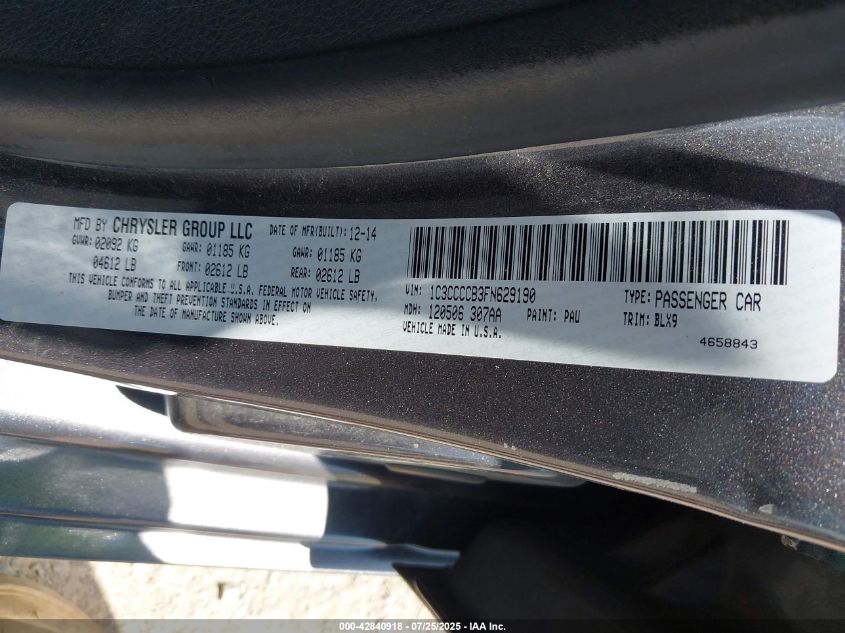 MFD BY CHRYSLER GROUP LLC DATE OF MFR(BUILT): 12-14
GVWR: 02092 KG GAWR: 01185 KG GAWR: 01185 KG
04612 LB FRONT: 02612 LB REAR: 02612 LB
THIS VEHICLE CONFORMS TO ALL APPLICABLE U.S.A. FEDERAL MOTOR VEHICLE SAFETY,
BUMPER AND THEFT PREVENTION STANDARDS IN EFFECT ON
THE DATE OF MANUFACTURE SHOWN ABOVE.
VIN: 1C3CCCCB3FN629190 TYPE: PASSENGER CAR
MDH: 120506 307AA PAINT: PAU TRIM: BLX9
VEHICLE MADE IN U.S.A. 4658843
000-42840918 - 07/25/2025 - IAA Inc.